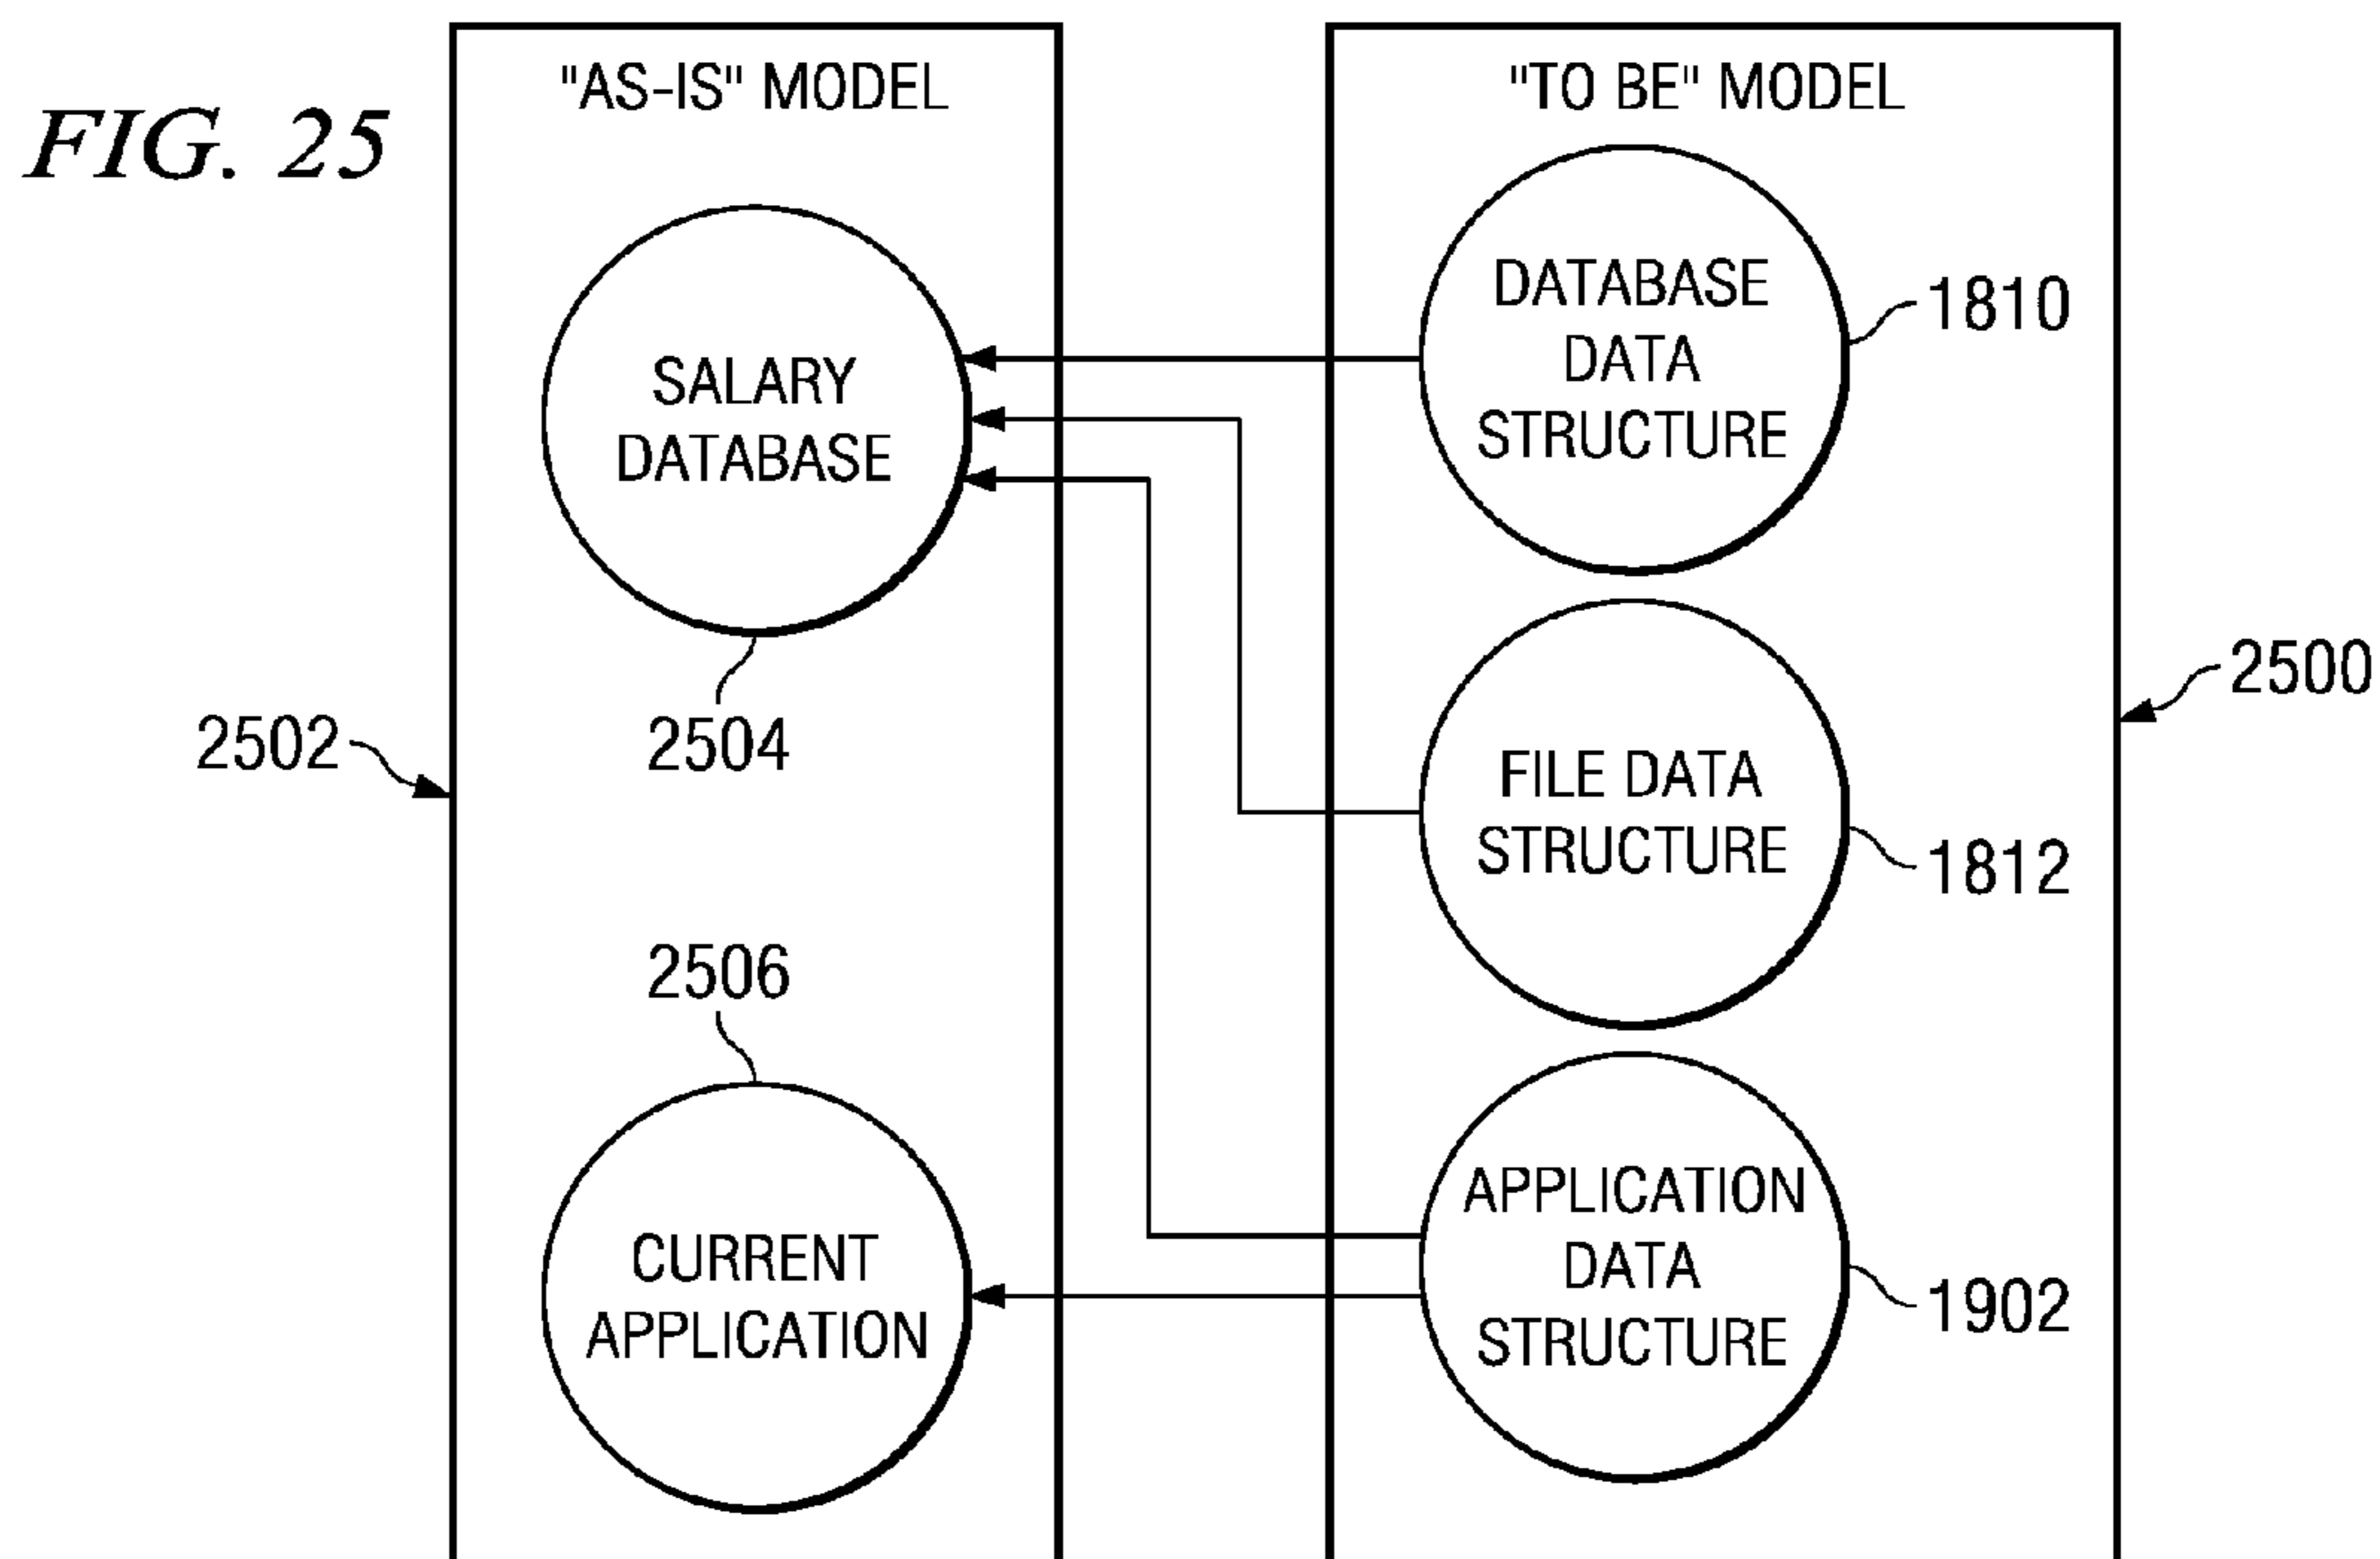 FIG. 25
"AS-IS" MODEL
SALARY
DATABASE
2504
2502
2506
CURRENT
APPLICATION
"TO BE" MODEL
DATABASE
DATA
STRUCTURE
1810
FILE DATA
STRUCTURE
1812
2500
APPLICATION
DATA
STRUCTURE
1902